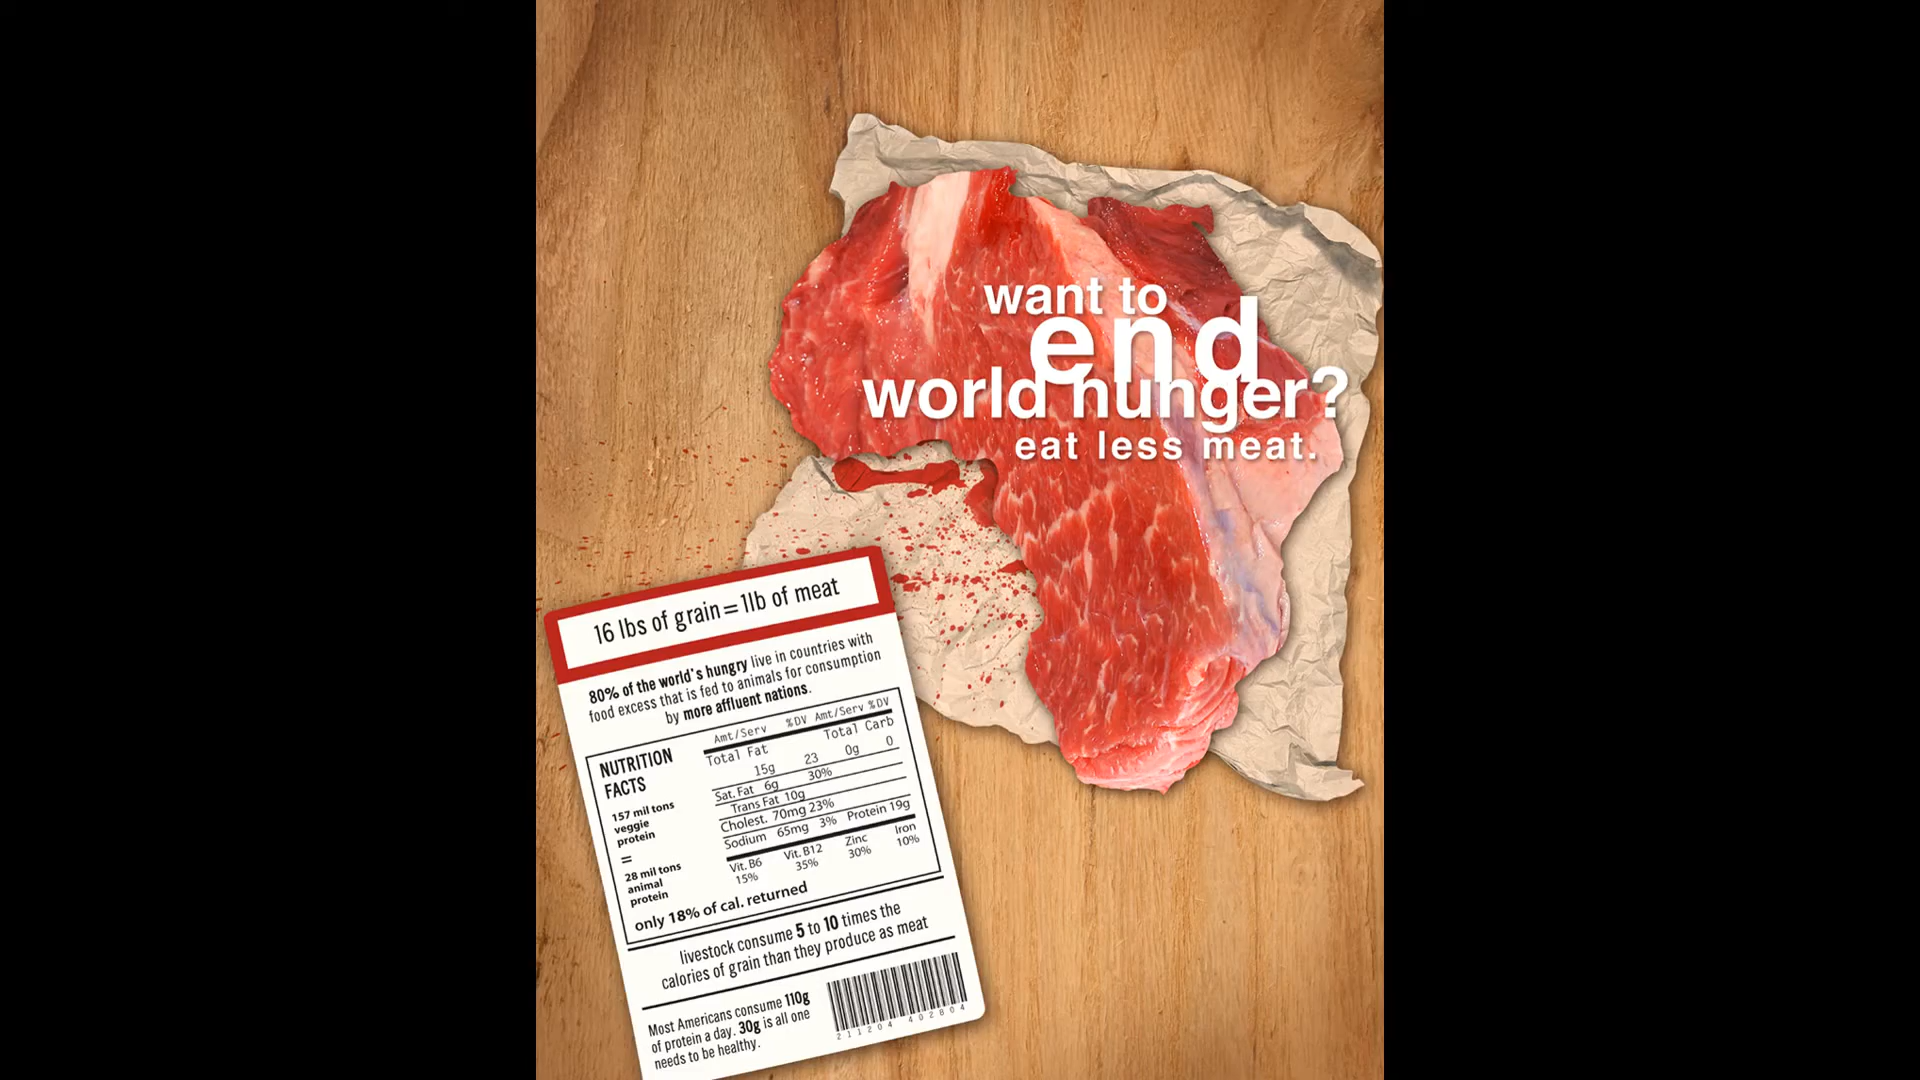 want to
end
world hunger?
eat less meat.
16 lbs of grain = 1lb of meat
80% of the world's hungry live in countries with
food excess that is fed to animals for consumption
by more affluent nations.
NUTRITION
FACTS
157 mil tons
veggie
protein
=
28 mil tons
animal
protein
Amt/Serv %DV Amt/Serv %DV
Total Fat Total Carb
15g 23 0g 0
Sat. Fat 6g 30%
Trans Fat 10g
Cholest. 70mg 23%
Sodium 65mg 3% Protein 19g
Vit. B6 Vit. B12 Zinc Iron
15% 35% 30% 10%
only 18% of cal. returned
livestock consume 5 to 10 times the
calories of grain than they produce as meat
Most Americans consume 110g
of protein a day. 30g is all one
needs to be healthy.
211204 402804